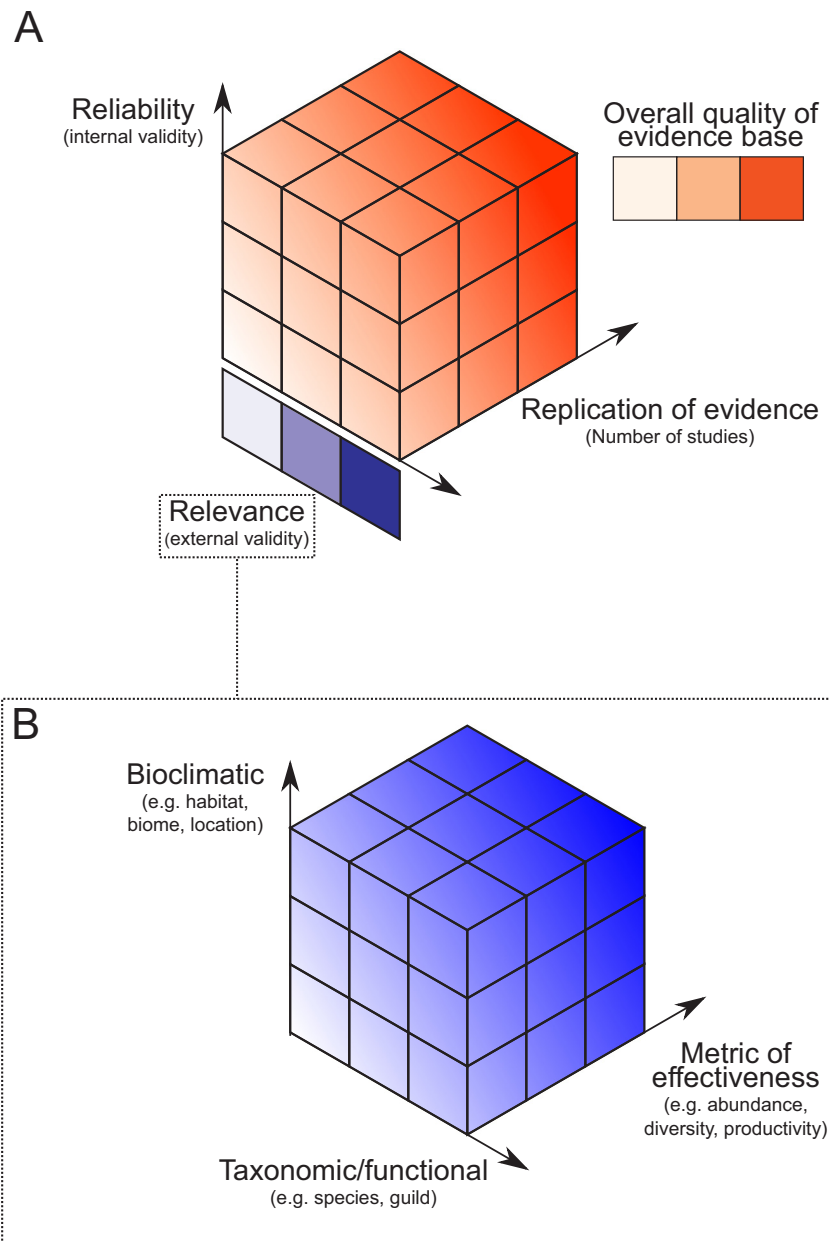 A
Reliability
(internal validity)
Overall quality of
evidence base
Replication of evidence
(Number of studies)
Relevance
(external validity)
B
Bioclimatic
(e.g. habitat,
biome, location)
Metric of
effectiveness
(e.g. abundance,
diversity, productivity)
Taxonomic/functional
(e.g. species, guild)